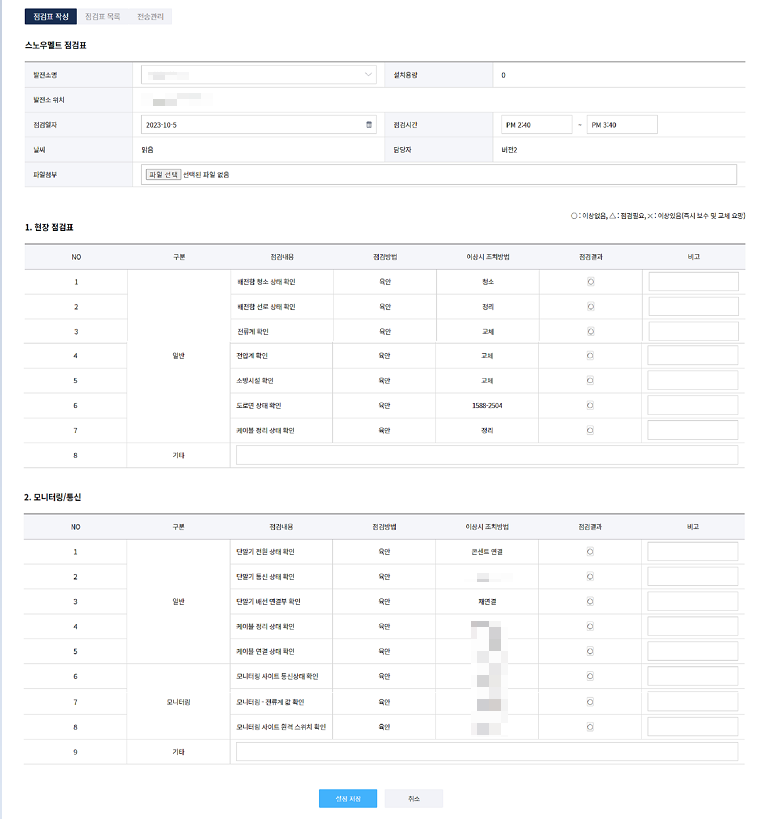 점검표 작성 점검표 목록 전송관리
스노우멜트 점검표
발전소명 설치용량 0
발전소 위치
점검일자 2023-10-5 점검시간 PM 2:40 ~ PM 3:40
날씨 맑음 담당자 버전2
파일첨부 파일 선택 선택된 파일 없음
○ : 이상없음, △ : 점검필요, × : 이상있음(즉시 보수 및 교체 요망)
1. 현장 점검표
NO 구분 점검내용 점검방법 이상시 조치방법 점검결과 비고
1 배전함 청소 상태 확인 육안 청소 ○
2 배전함 선로 상태 확인 육안 정리 ○
3 전류계 확인 육안 교체 ○
4 일반 전압계 확인 육안 교체 ○
5 소방시설 확인 육안 교체 ○
6 도로면 상태 확인 육안 1588-2504 ○
7 케이블 정리 상태 확인 육안 정리 ○
8 기타
2. 모니터링/통신
NO 구분 점검내용 점검방법 이상시 조치방법 점검결과 비고
1 단말기 전원 상태 확인 육안 콘센트 연결 ○
2 단말기 통신 상태 확인 육안 ○
3 일반 단말기 배선 연결부 확인 육안 재연결 ○
4 케이블 정리 상태 확인 육안 ○
5 케이블 연결 상태 확인 육안 ○
6 모니터링 사이트 통신상태 확인 육안 ○
7 모니터링 모니터링 - 전류계 값 확인 육안 ○
8 모니터링 사이트 원격 스위치 확인 육안 ○
9 기타
설정 저장 취소